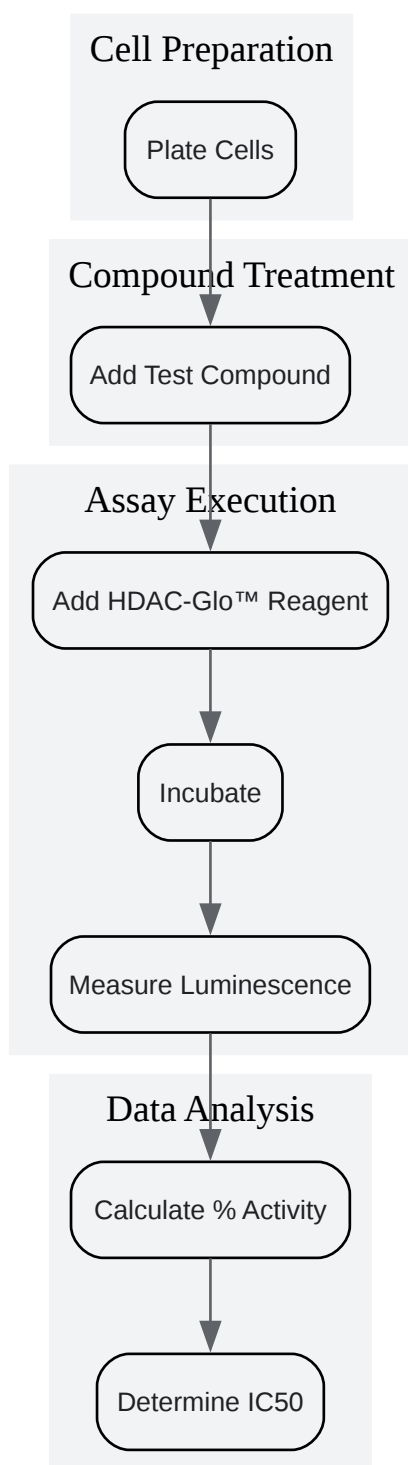 Cell Preparation
Plate Cells
Compound Treatment
Add Test Compound
Assay Execution
Add HDAC-Glo™ Reagent
Incubate
Measure Luminescence
Data Analysis
Calculate % Activity
Determine IC50